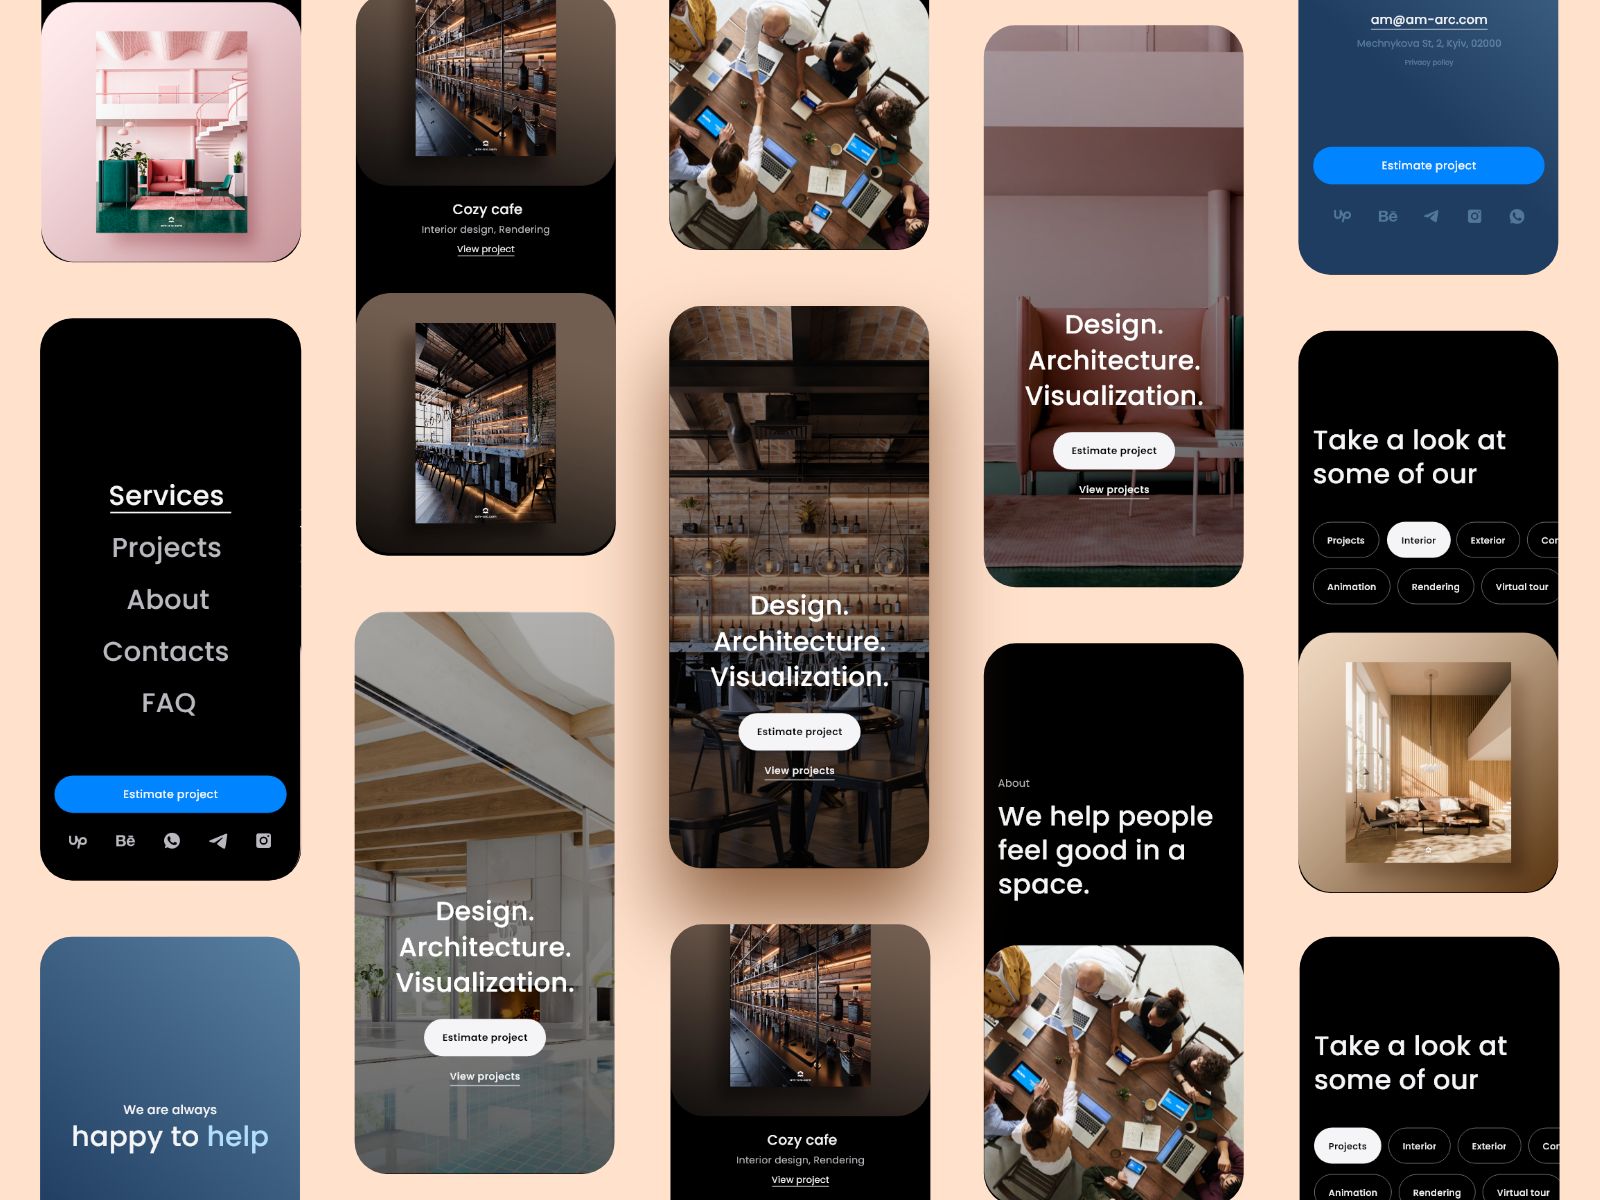 Services
Projects
About
Contacts
FAQ
Estimate project
Up Bē
We are always
happy to help
Cozy cafe
Interior design, Rendering
View project
Design.
Architecture.
Visualization.
Estimate project
View projects
Design.
Architecture.
Visualization.
Estimate project
View projects
Cozy cafe
Interior design, Rendering
View project
Design.
Architecture.
Visualization.
Estimate project
View projects
About
We help people
feel good in a
space.
am@am-arc.com
Mechnykova St, 2, Kyiv, 02000
Privacy policy
Estimate project
Up Bē
Take a look at
some of our
Projects Interior Exterior
Animation Rendering Virtual tour
Take a look at
some of our
Projects Interior Exterior
Animation Rendering Virtual tour